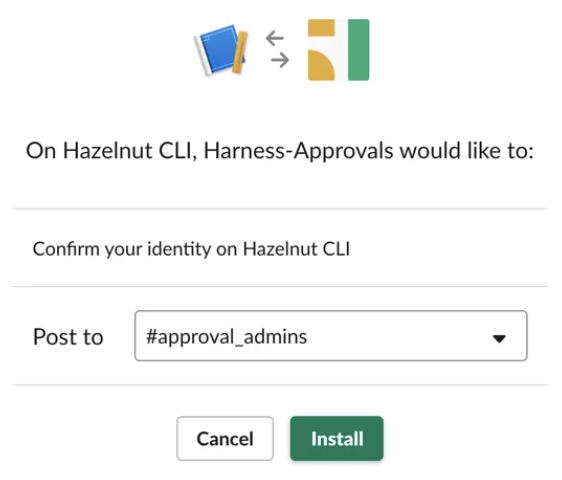 On Hazelnut CLI, Harness-Approvals would like to:
Confirm your identity on Hazelnut CLI
Post to #approval_admins
Cancel Install